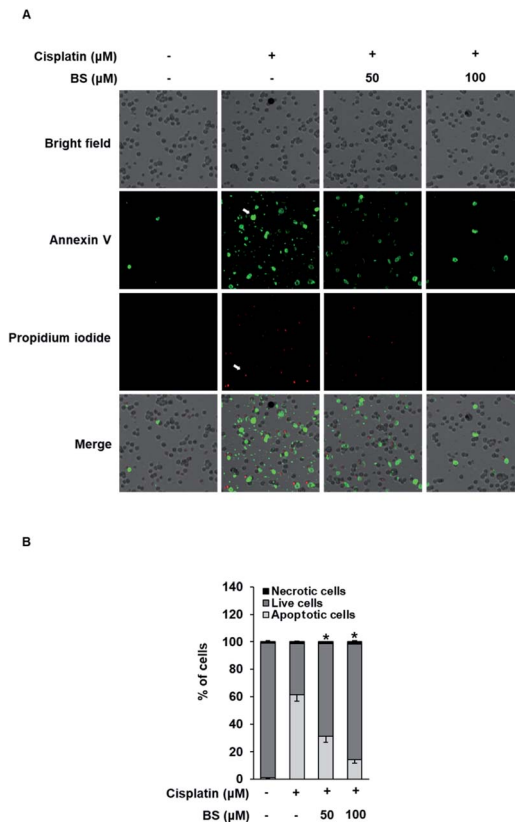 A
Cisplatin (µM) - + + +
BS (µM) - - 50 100
Bright field
Annexin V
Propidium iodide
Merge
B
140
120
100
80
60
40
20
0
% of cells
Necrotic cells
Live cells
Apoptotic cells
* *
Cisplatin (µM) - + + +
BS (µM) - - 50 100